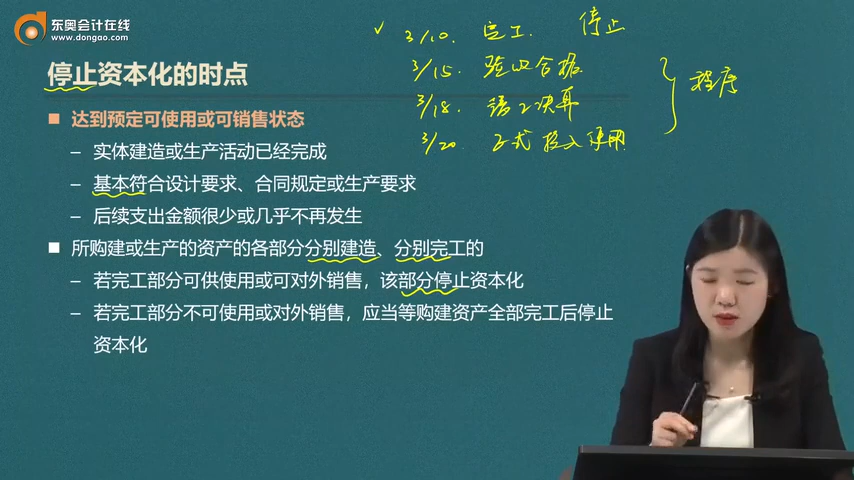 东奥会计在线
www.dongao.com
✓ 3/10. 完工. 停止
3/15. 验收合格
3/18. 竣工决算
3/20. 正式投入使用
程序
停止资本化的时点
■ 达到预定可使用或可销售状态
– 实体建造或生产活动已经完成
– 基本符合设计要求、合同规定或生产要求
– 后续支出金额很少或几乎不再发生
■ 所购建或生产的资产的各部分分别建造、分别完工的
– 若完工部分可供使用或可对外销售，该部分停止资本化
– 若完工部分不可使用或对外销售，应当等购建资产全部完工后停止
资本化